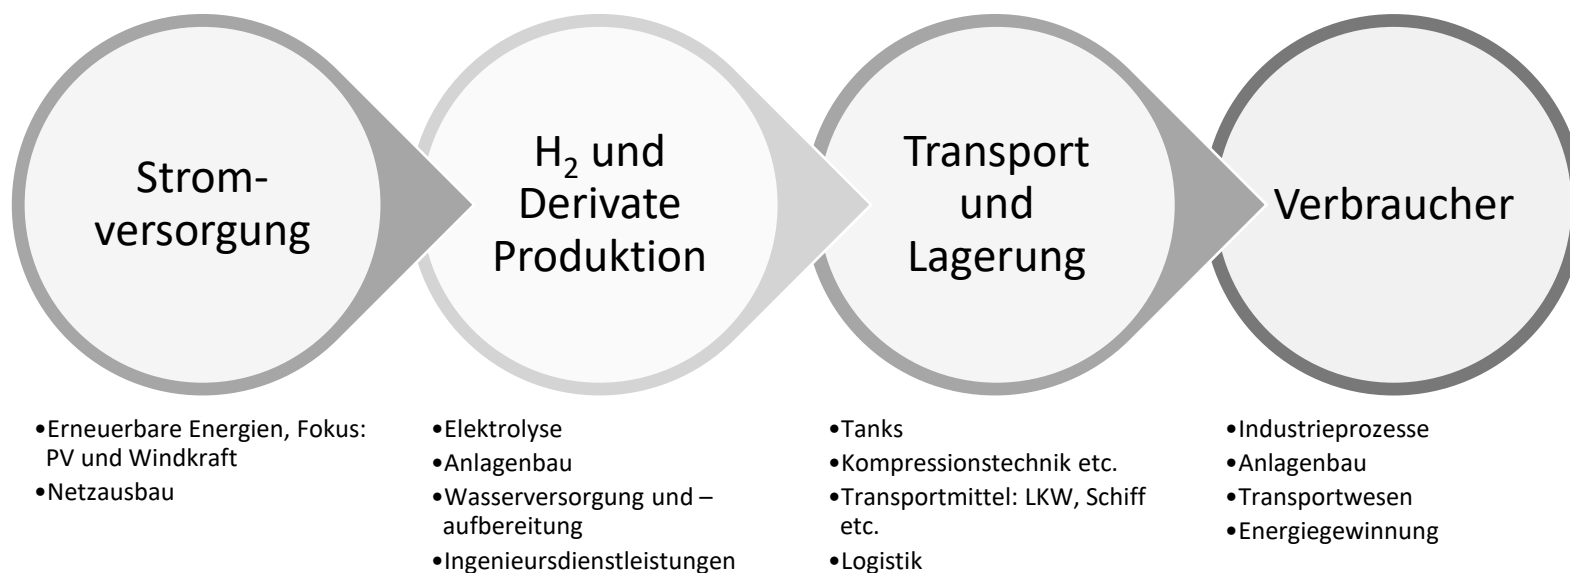 Strom-
versorgung
•Erneuerbare Energien, Fokus:
PV und Windkraft
•Netzausbau
H₂ und
Derivate
Produktion
•Elektrolyse
•Anlagenbau
•Wasserversorgung und –
aufbereitung
•Ingenieursdienstleistungen
Transport
und
Lagerung
•Tanks
•Kompressionstechnik etc.
•Transportmittel: LKW, Schiff
etc.
•Logistik
Verbraucher
•Industrieprozesse
•Anlagenbau
•Transportwesen
•Energiegewinnung